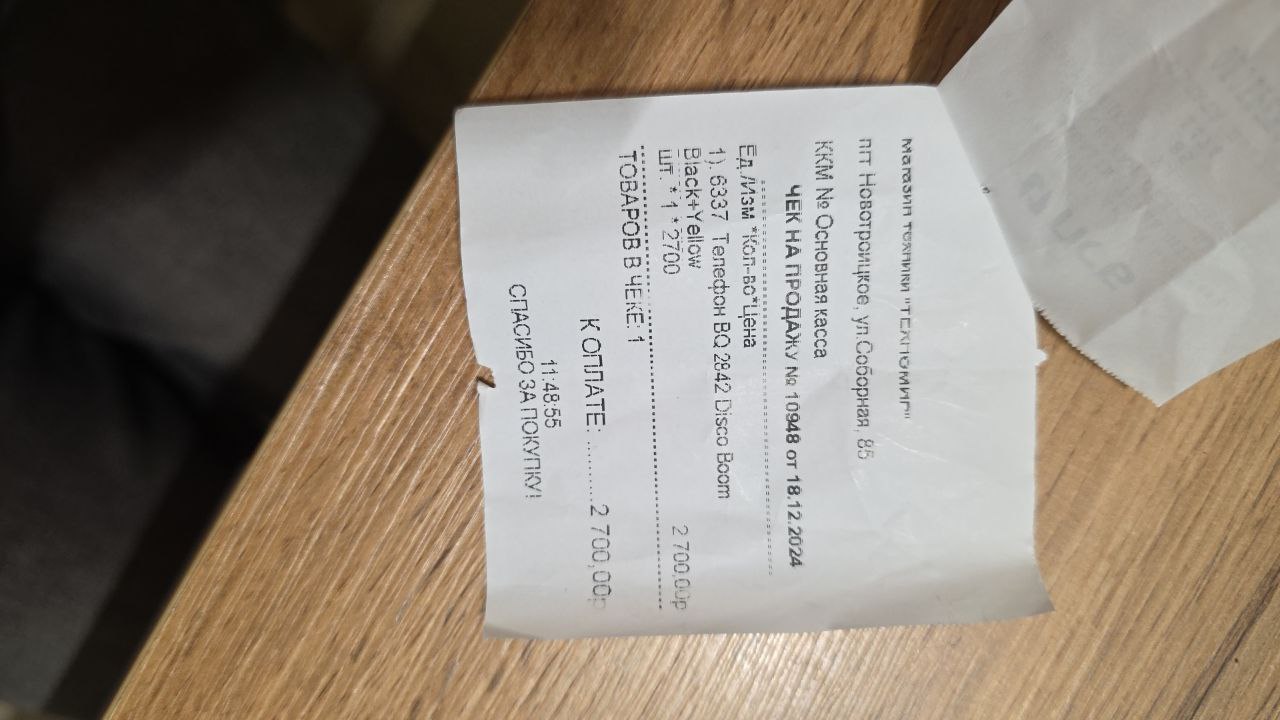 Магазин техники "ТЕХНОМИР"
пгт Новотроицкое, ул.Соборная, 85
ККМ № Основная касса
ЧЕК НА ПРОДАЖУ № 10948 от 18.12.2024
Ед./Изм.*Кол-во*Цена
1). 6337 Телефон BQ 2842 Disco Boom
Black+Yellow
шт. * 1 * 2700
2 700,00р
ТОВАРОВ В ЧЕКЕ: 1
К ОПЛАТЕ: .......... 2 700,00р
11:48:55
СПАСИБО ЗА ПОКУПКУ!